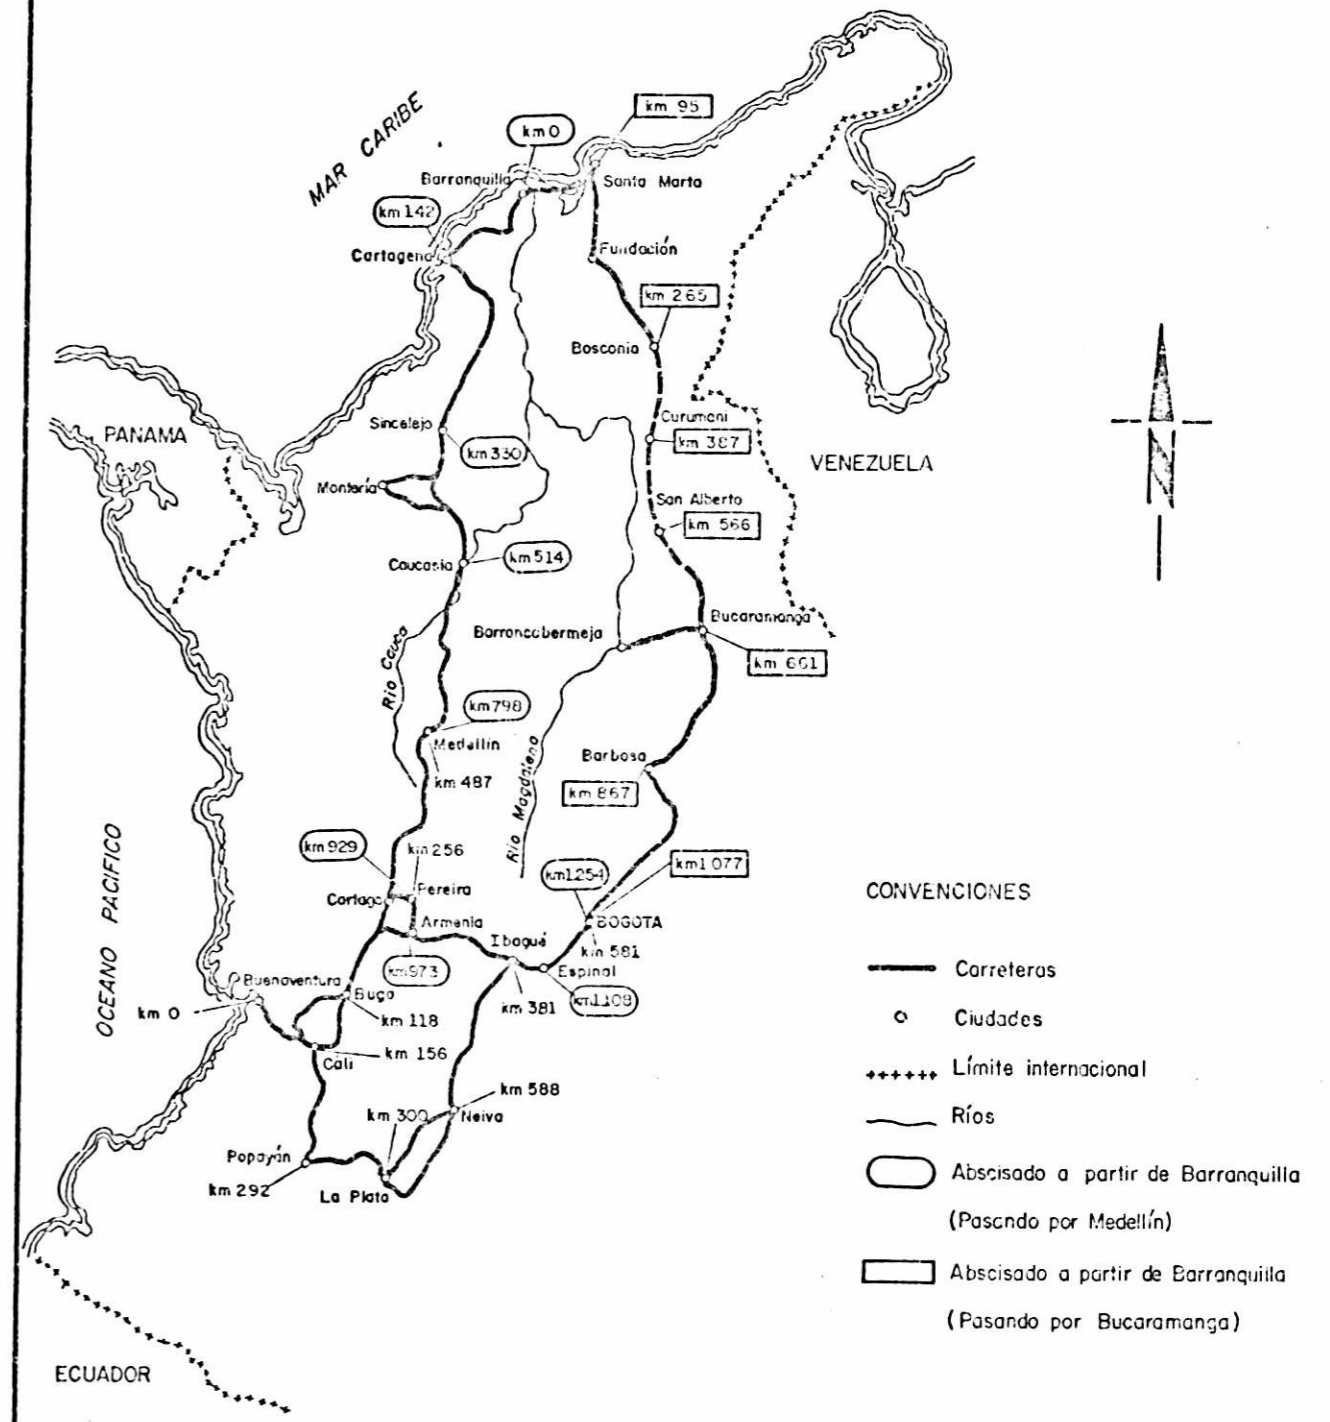 MAR CARIBE
km 95
km 0
Barranquilla
Santa Marta
km 142
Cartagena
Fundación
km 265
Bosconia
Sincelejo
Curumani
km 330
km 387
PANAMA
VENEZUELA
Montería
San Alberto
km 566
Caucasia
km 514
Bucaramanga
Barrancabermeja
km 661
Río Cauca
km 798
Medellín
Barbosa
km 487
km 867
Río Magdalena
OCEANO PACIFICO
km 929
km 256
km 1254
km 1077
Pereira
Cartago
CONVENCIONES
Armenia
BOGOTA
Ibagué
km 581
km 973
Espinal
Carreteras
Buenaventura
Buga
km 1109
km 0
km 118
km 381
Ciudades
km 156
Cali
Límite internacional
km 588
km 300
Neiva
Ríos
Popayán
km 292
La Plata
Abscisado a partir de Barranquilla
(Pasando por Medellín)
Abscisado a partir de Barranquilla
(Pasando por Bucaramanga)
ECUADOR